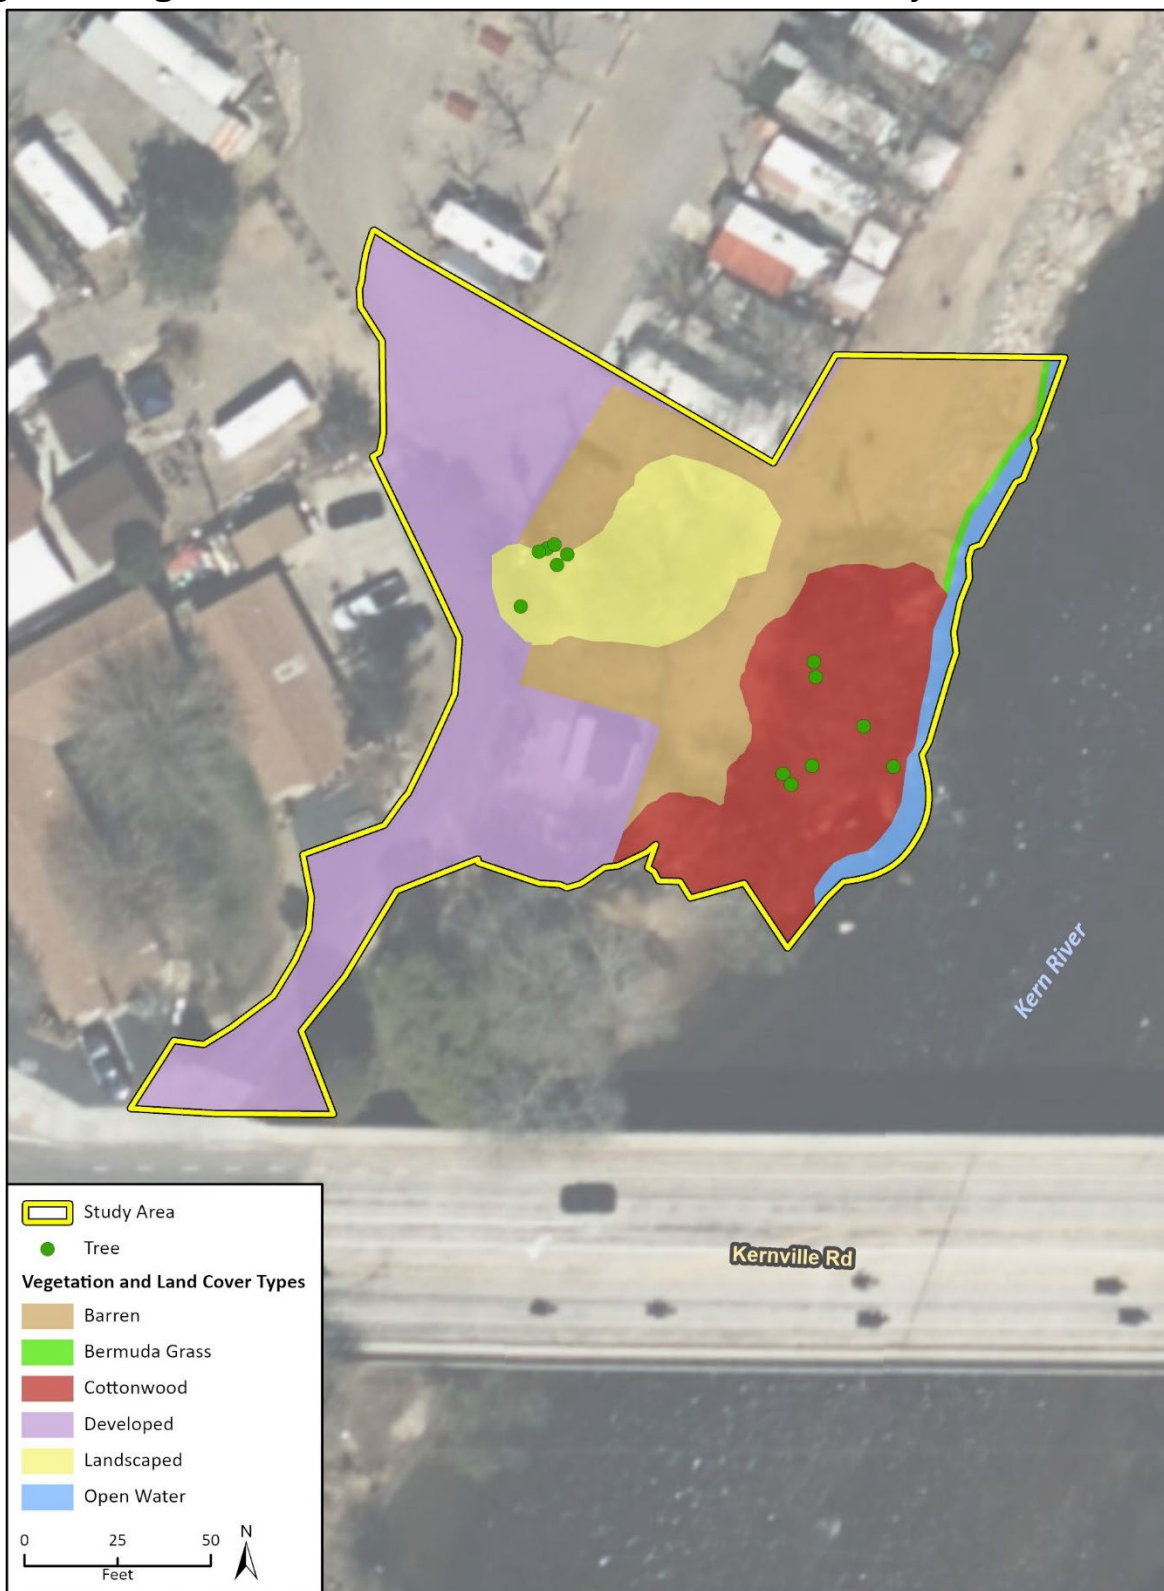 Kern River
Kernville Rd
Study Area
Tree
Vegetation and Land Cover Types
Barren
Bermuda Grass
Cottonwood
Developed
Landscaped
Open Water
0 25 50
Feet
N